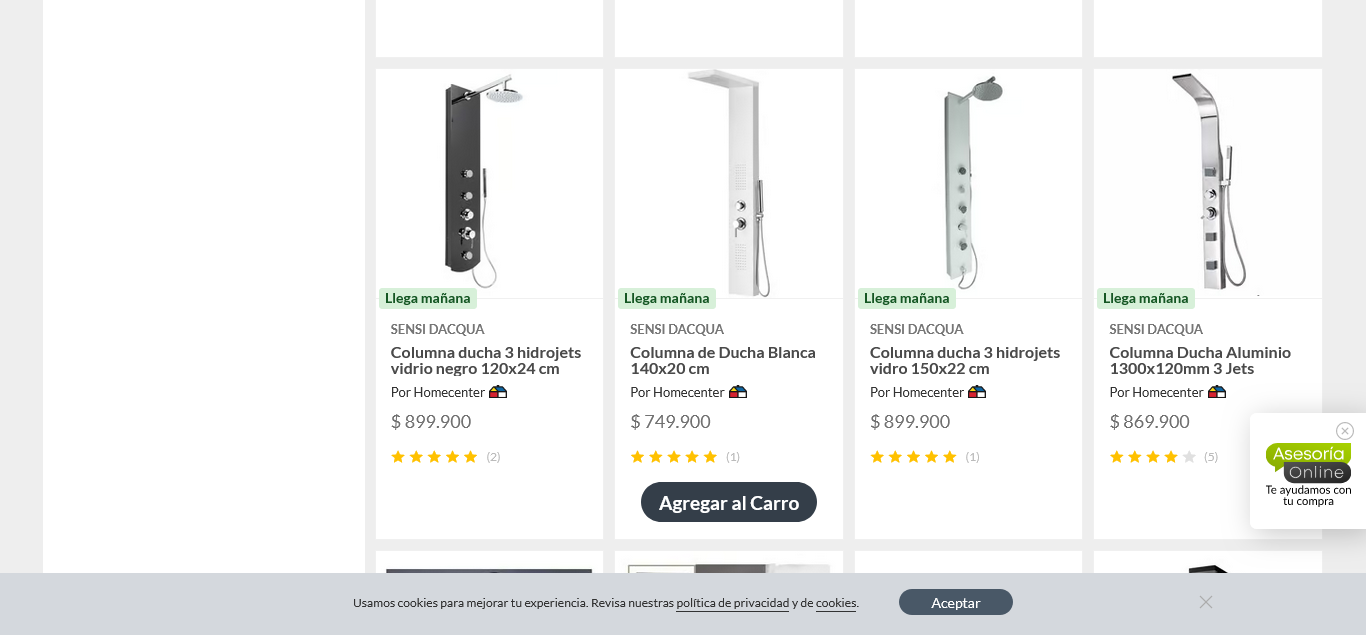 Llega mañana
SENSI DACQUA
Columna ducha 3 hidrojets
vidrio negro 120x24 cm
Por Homecenter
$ 899.900
(2)
Llega mañana
SENSI DACQUA
Columna de Ducha Blanca
140x20 cm
Por Homecenter
$ 749.900
(1)
Agregar al Carro
Llega mañana
SENSI DACQUA
Columna ducha 3 hidrojets
vidro 150x22 cm
Por Homecenter
$ 899.900
(1)
Llega mañana
SENSI DACQUA
Columna Ducha Aluminio
1300x120mm 3 Jets
Por Homecenter
$ 869.900
(5)
Asesoría
Online
Te ayudamos con
tu compra
Usamos cookies para mejorar tu experiencia. Revisa nuestras política de privacidad y de cookies.
Aceptar